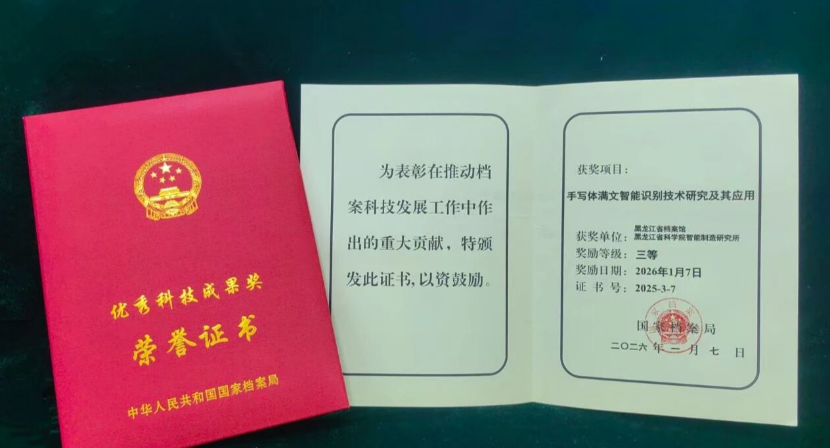 优秀科技成果奖
荣誉证书
中华人民共和国国家档案局
为表彰在推动档
案科技发展工作中作
出的重大贡献，特颁
发此证书，以资鼓励。
获奖项目：
手写体满文智能识别技术研究及其应用
获奖单位：黑龙江省档案馆
黑龙江省科学院智能制造研究所
奖励等级：三等
奖励日期：2026年1月7日
证 书 号：2025-3-7
国家档案局
二〇二六 年 一 月 七 日